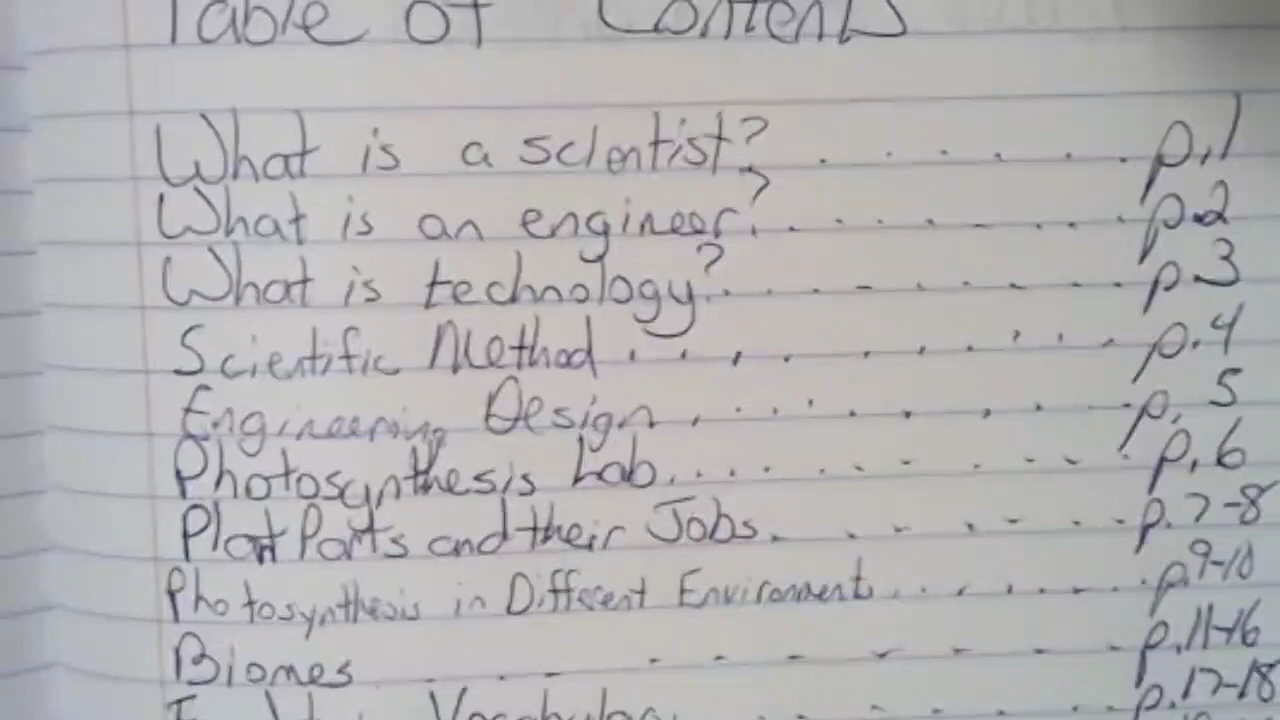 Table of Contents
What is a scientist? . . . . . . p.1
What is an engineer? . . . . . . . p.2
What is technology? . . . . . . . . p.3
Scientific Method . . . . . . . . . . p.4
Engineering Design . . . . . . . . . p. 5
Photosynthesis Lab . . . . . . . . . . p.6
Plant Parts and their Jobs . . . . . . . p.7-8
Photosynthesis in Different Environments . . . . . . p.9-10
Biomes . . . . . . . . . p.11-16
Vocabulary . . . . . . p.17-18